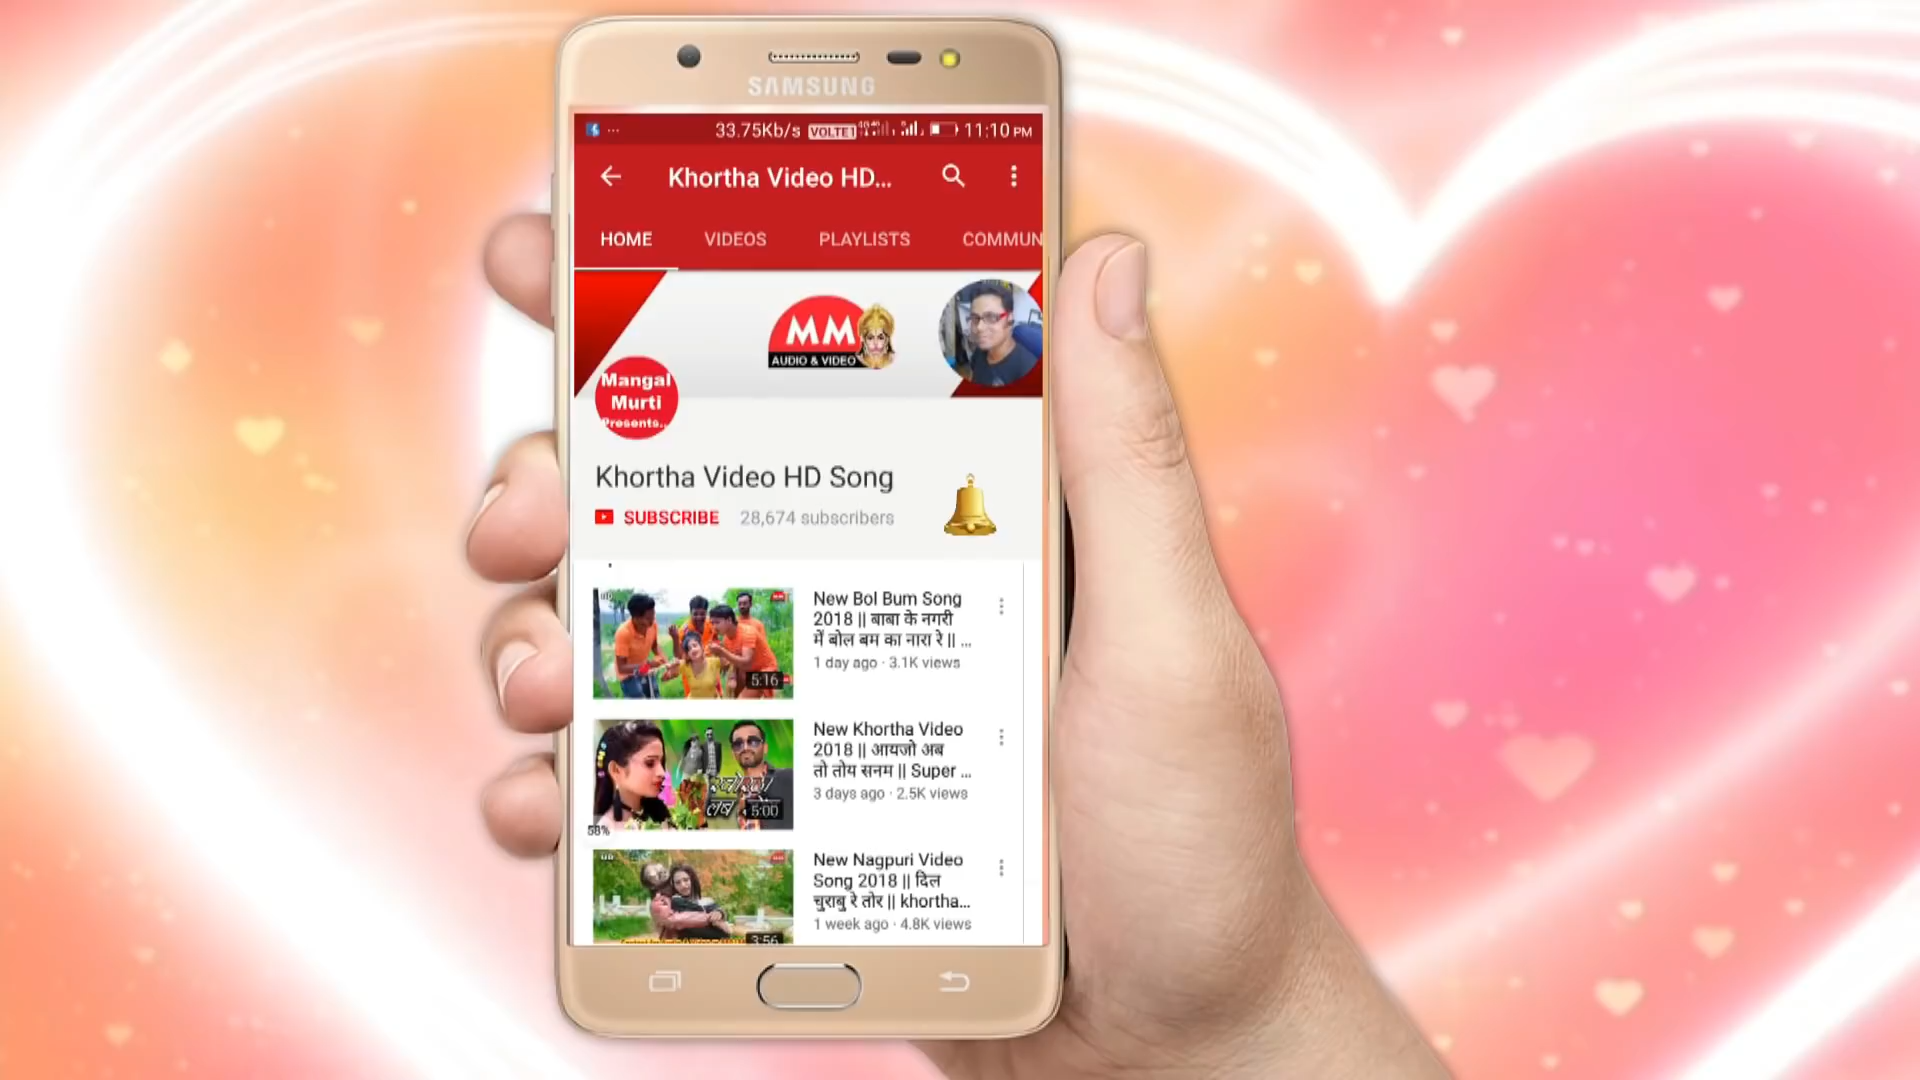 SAMSUNG
33.75Kb/s VOLTE1 11:10 PM
Khortha Video HD...
HOME VIDEOS PLAYLISTS COMMUN
MM
AUDIO & VIDEO
Mangal
Murti
Presents..
Khortha Video HD Song
SUBSCRIBE 28,674 subscribers
New Bol Bum Song
2018 || बाबा के नगरी
में बोल बम का नारा रे || ...
1 day ago · 3.1K views
5:16
New Khortha Video
2018 || आयजो अब
तो तोय सनम || Super ...
3 days ago · 2.5K views
5:00
58%
New Nagpuri Video
Song 2018 || दिल
चुराबु रे तोर || khortha...
1 week ago · 4.8K views
3:56